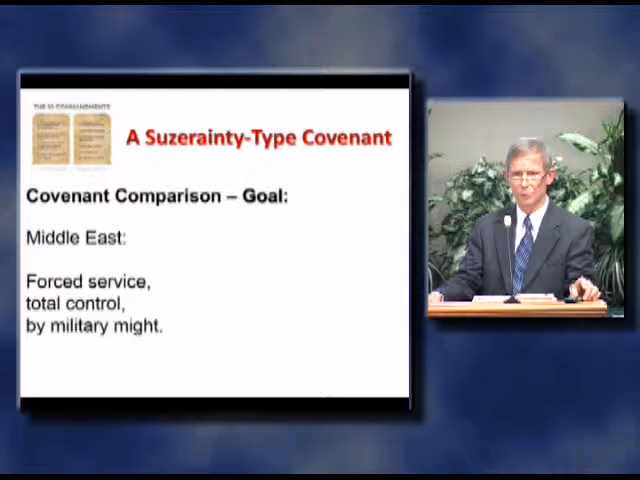 THE 10 COMMANDMENTS
A Suzerainty-Type Covenant
Covenant Comparison – Goal:
Middle East:
Forced service,
total control,
by military might.